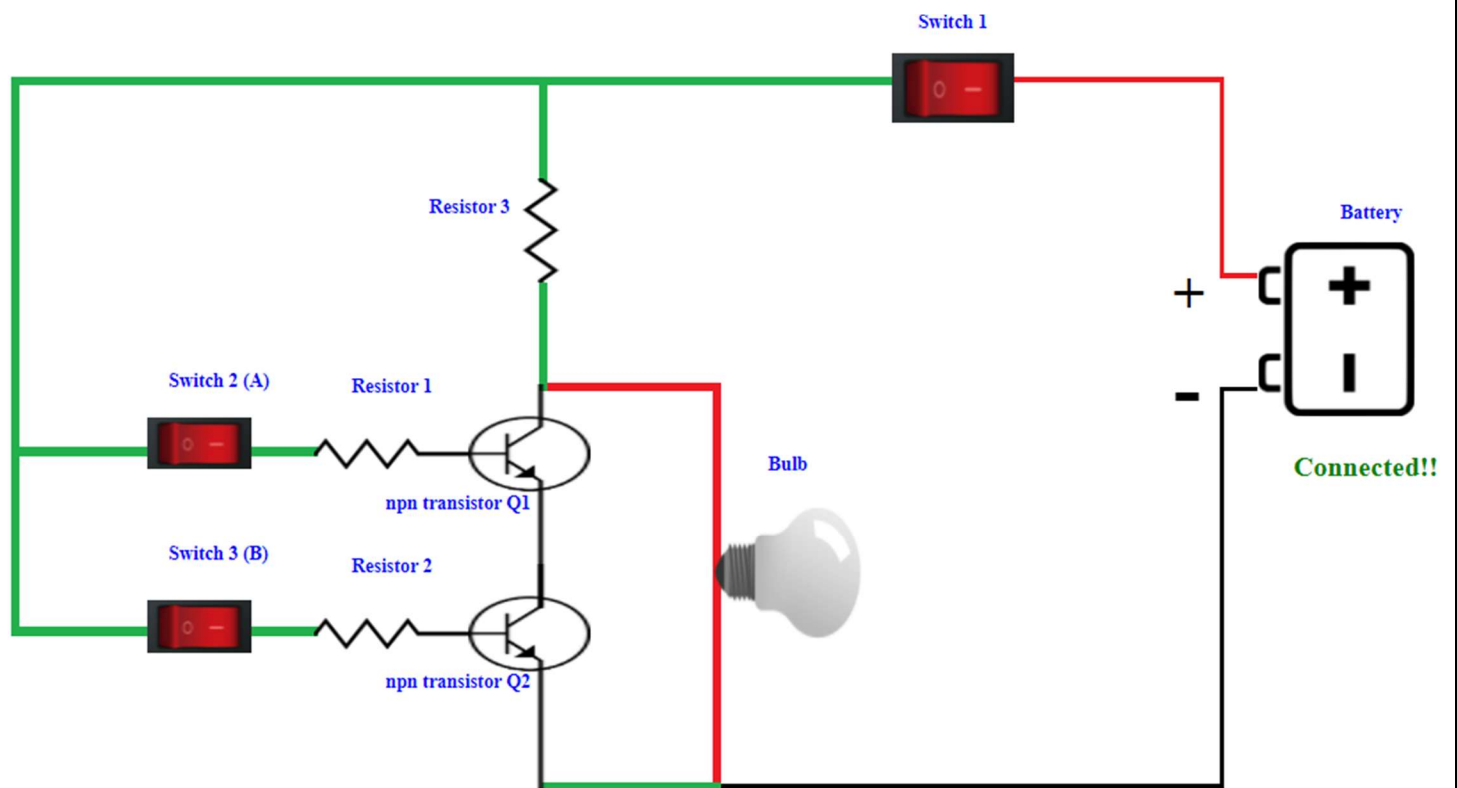 Switch 1
Resistor 3
Battery
+
+
-
-
Switch 2 (A)
Resistor 1
npn transistor Q1
Bulb
Connected!!
Switch 3 (B)
Resistor 2
npn transistor Q2